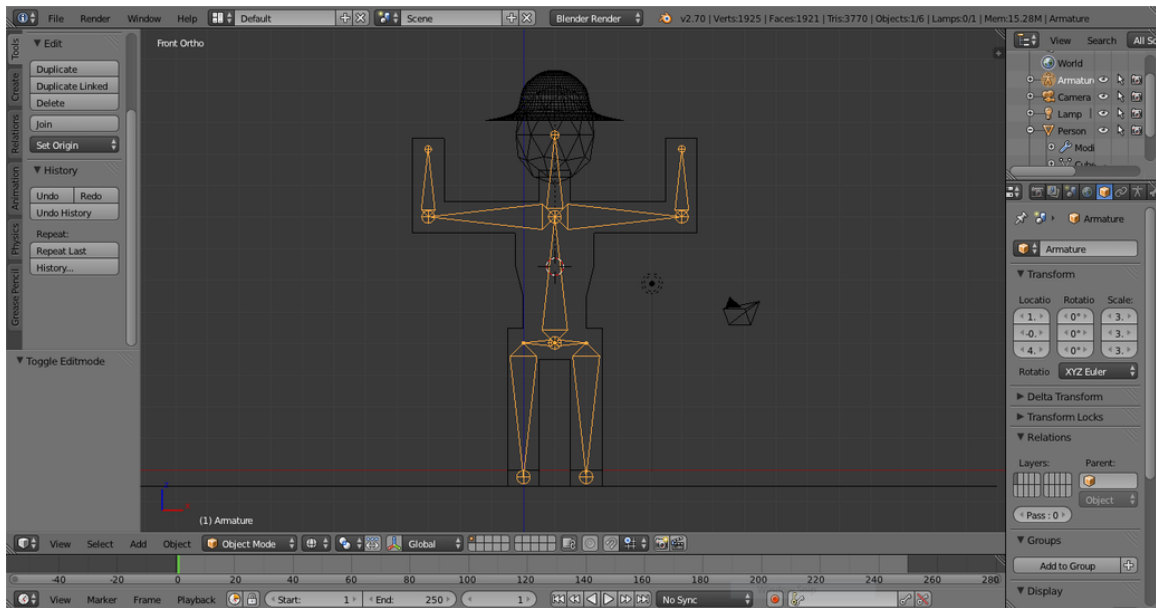 File Render Window Help Default Scene Blender Render v2.70 | Verts:1925 | Faces:1921 | Tris:3770 | Objects:1/6 | Lamps:0/1 | Mem:15.28M | Armature
Tools
Create
Relations
Animation
Physics
Grease Pencil
Edit
Duplicate
Duplicate Linked
Delete
Join
Set Origin
History
Undo Redo
Undo History
Repeat:
Repeat Last
History...
Toggle Editmode
Front Ortho
z
x
(1) Armature
View Search All Sc
World
Armatur
Camera
Lamp
Person
Modi
Cube
Armature
Armature
Transform
Locatio Rotatio Scale:
1. 0° 3.
-0. 0° 3.
4. 0° 3.
Rotatio XYZ Euler
Delta Transform
Transform Locks
Relations
Layers: Parent:
Object
Pass : 0
Groups
Add to Group
Display
View Select Add Object Object Mode Global
-40 -20 0 20 40 60 80 100 120 140 160 180 200 220 240 260 280
View Marker Frame Playback Start: 1 End: 250 1 No Sync